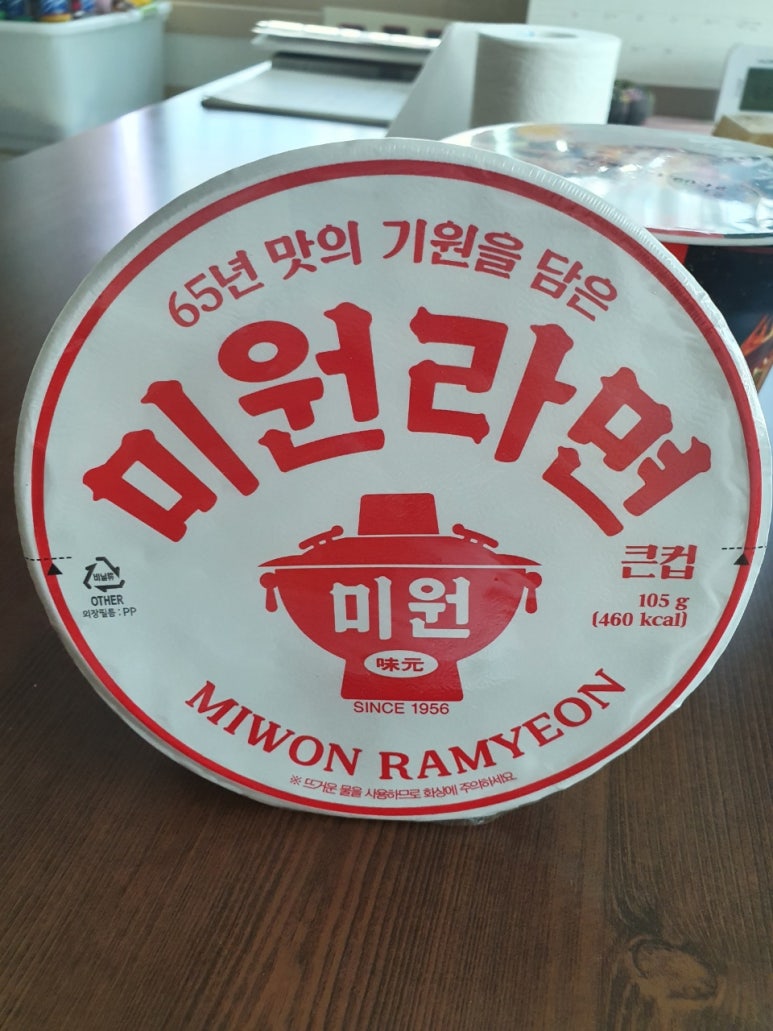 65년 맛의 기원을 담은
미원라면
큰컵
105 g
(460 kcal)
비닐류
OTHER
외장필름 : PP
미원
味元
SINCE 1956
MIWON RAMYEON
※ 뜨거운 물을 사용하므로 화상에 주의하세요.